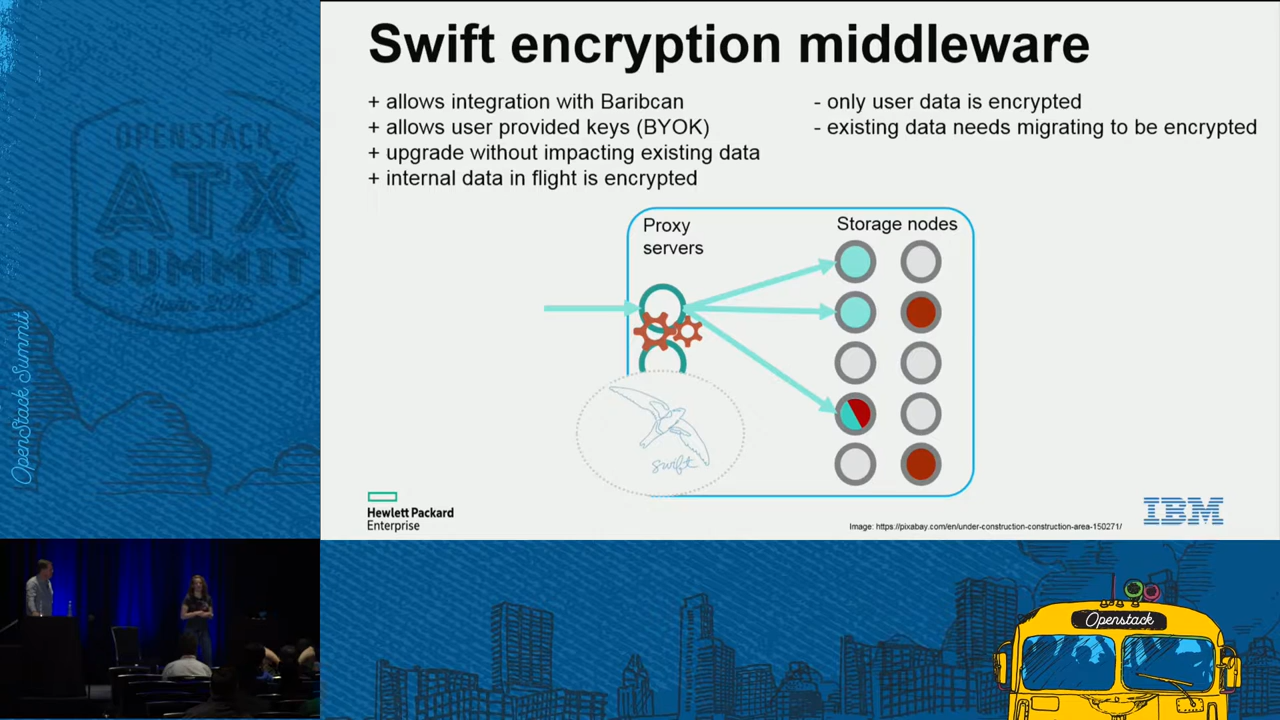 Swift encryption middleware
+ allows integration with Baribcan
+ allows user provided keys (BYOK)
+ upgrade without impacting existing data
+ internal data in flight is encrypted
- only user data is encrypted
- existing data needs migrating to be encrypted
Proxy
servers
Storage nodes
swift
Hewlett Packard
Enterprise
Image: https://pixabay.com/en/under-construction-construction-area-150271/
IBM
OPENSTACK
ATX
SUMMIT
OpenStack Summit
Openstack